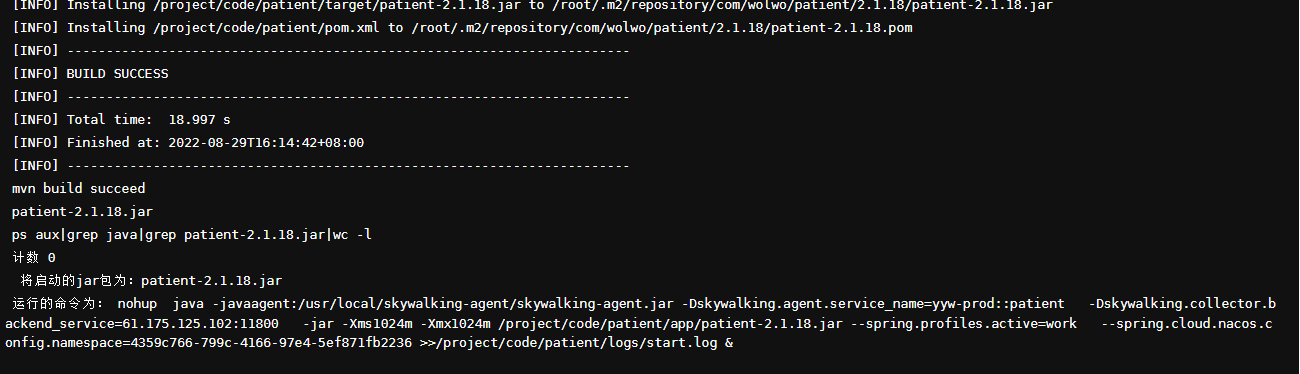 [INFO] Installing /project/code/patient/target/patient-2.1.18.jar to /root/.m2/repository/com/wolwo/patient/2.1.18/patient-2.1.18.jar
[INFO] Installing /project/code/patient/pom.xml to /root/.m2/repository/com/wolwo/patient/2.1.18/patient-2.1.18.pom
[INFO] ------------------------------------------------------------------------
[INFO] BUILD SUCCESS
[INFO] ------------------------------------------------------------------------
[INFO] Total time:  18.997 s
[INFO] Finished at: 2022-08-29T16:14:42+08:00
[INFO] ------------------------------------------------------------------------
mvn build succeed
patient-2.1.18.jar
ps aux|grep java|grep patient-2.1.18.jar|wc -l
计数 0
将启动的jar包为：patient-2.1.18.jar
运行的命令为： nohup  java -javaagent:/usr/local/skywalking-agent/skywalking-agent.jar -Dskywalking.agent.service_name=yyw-prod::patient   -Dskywalking.collector.b
ackend_service=61.175.125.102:11800   -jar -Xms1024m -Xmx1024m /project/code/patient/app/patient-2.1.18.jar --spring.profiles.active=work   --spring.cloud.nacos.c
onfig.namespace=4359c766-799c-4166-97e4-5ef871fb2236 >>/project/code/patient/logs/start.log &